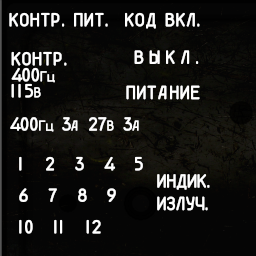 КОНТР. ПИТ. КОД ВКЛ.
КОНТР. ВЫКЛ.
400Гц
115В ПИТАНИЕ
400Гц 3А 27В 3А
1 2 3 4 5
ИНДИК.
6 7 8 9
ИЗЛУЧ.
10 11 12